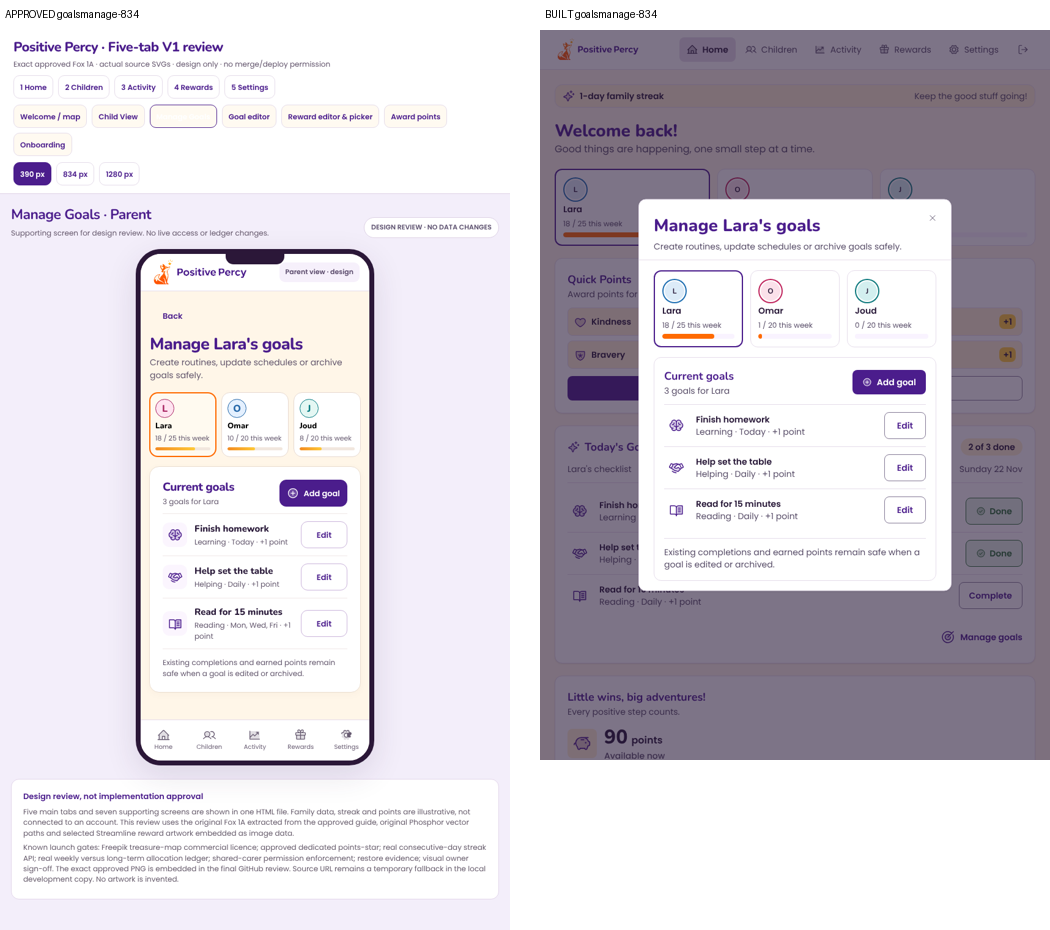 APPROVED goalsmanage-834
Positive Percy · Five-tab V1 review
Exact approved Fox 1A · actual source SVGs · design only · no merge/deploy permission
1 Home
2 Children
3 Activity
4 Rewards
5 Settings
Welcome / map
Child View
Goal editor
Reward editor & picker
Award points
Onboarding
390 px
834 px
1280 px
Manage Goals · Parent
Supporting screen for design review. No live access or ledger changes.
DESIGN REVIEW · NO DATA CHANGES
Positive Percy
Parent view · design
Back
Manage Lara's goals
Create routines, update schedules or archive
goals safely.
L
Lara
18 / 25 this week
O
Omar
10 / 20 this week
J
Joud
8 / 20 this week
Current goals
3 goals for Lara
Add goal
Finish homework
Learning · Today · +1 point
Edit
Help set the table
Helping · Daily · +1 point
Edit
Read for 15 minutes
Reading · Mon, Wed, Fri · +1
point
Edit
Existing completions and earned points remain
safe when a goal is edited or archived.
Home
Children
Activity
Rewards
Settings
Design review, not implementation approval
Five main tabs and seven supporting screens are shown in one HTML file. Family data, streak and points are illustrative, not
connected to an account. This review uses the original Fox 1A extracted from the approved guide, original Phosphor vector
paths and selected Streamline reward artwork embedded as image data.
Known launch gates: Freepik treasure-map commercial licence; approved dedicated points-star; real consecutive-day streak
API; real weekly versus long-term allocation ledger; shared-carer permission enforcement; restore evidence; visual owner
sign-off. The exact approved PNG is embedded in the final GitHub review. Source URL remains a temporary fallback in the local
development copy. No artwork is invented.
BUILT goalsmanage-834
Positive Percy
Home
Children
Activity
Rewards
Settings
1-day family streak
Keep the good stuff going!
Welcome back!
Good things are happening, one small step at a time.
L
Lara
18 / 25 this week
O
J
Quick Points
Award points for
Kindness
+1
Bravery
+1
Today's Go
2 of 3 done
Lara's checklist
Sunday 22 Nov
Finish ho
Learning
Done
Help set t
Helping
Done
Read for 15 minutes
Reading · Daily · +1 point
Complete
Manage goals
Little wins, big adventures!
Every positive step counts.
90 points
Available now
Manage Lara's goals
×
Create routines, update schedules or archive goals safely.
L
Lara
18 / 25 this week
O
Omar
1 / 20 this week
J
Joud
0 / 20 this week
Current goals
3 goals for Lara
Add goal
Finish homework
Learning · Today · +1 point
Edit
Help set the table
Helping · Daily · +1 point
Edit
Read for 15 minutes
Reading · Daily · +1 point
Edit
Existing completions and earned points remain safe when a
goal is edited or archived.